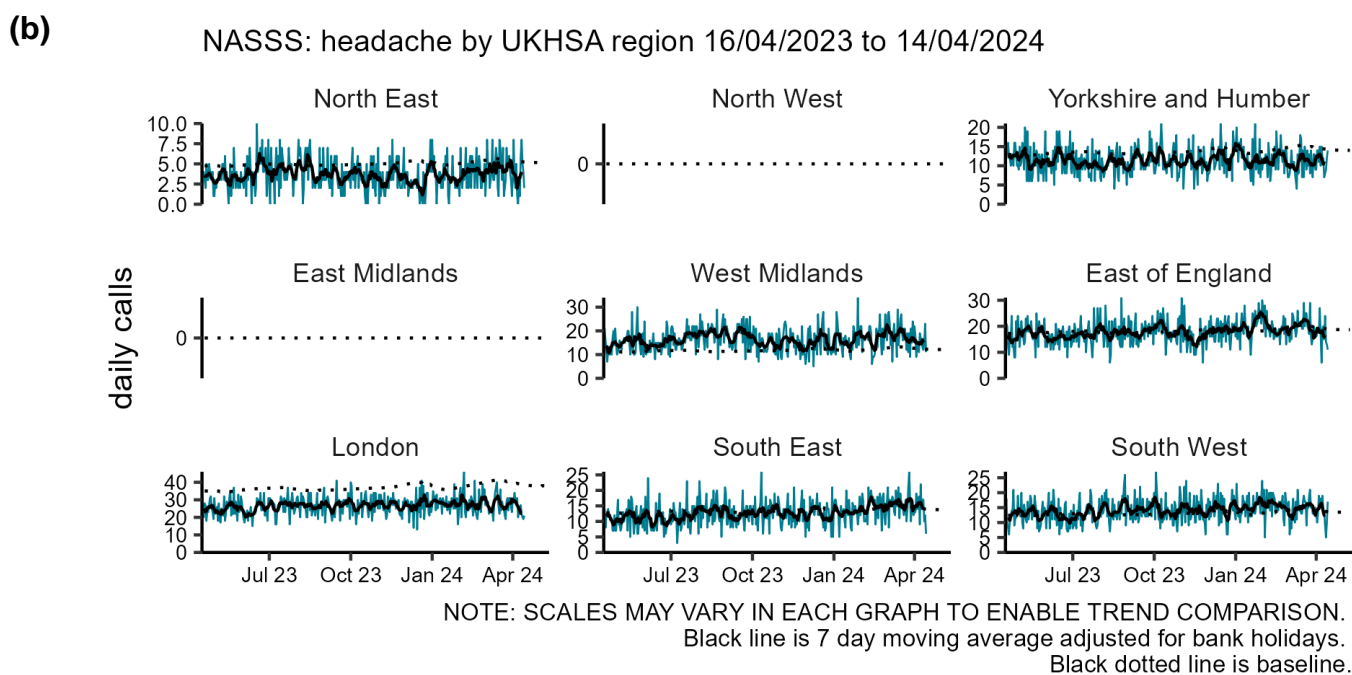 (b)
NASSS: headache by UKHSA region 16/04/2023 to 14/04/2024
North East
North West
Yorkshire and Humber
10.0
7.5
5.0
2.5
0.0
0
20
15
10
5
0
East Midlands
West Midlands
East of England
daily calls
0
30
20
10
0
30
20
10
0
London
South East
South West
40
30
20
10
0
25
20
15
10
5
0
25
20
15
10
5
0
Jul 23 Oct 23 Jan 24 Apr 24
Jul 23 Oct 23 Jan 24 Apr 24
Jul 23 Oct 23 Jan 24 Apr 24
NOTE: SCALES MAY VARY IN EACH GRAPH TO ENABLE TREND COMPARISON.
Black line is 7 day moving average adjusted for bank holidays.
Black dotted line is baseline.